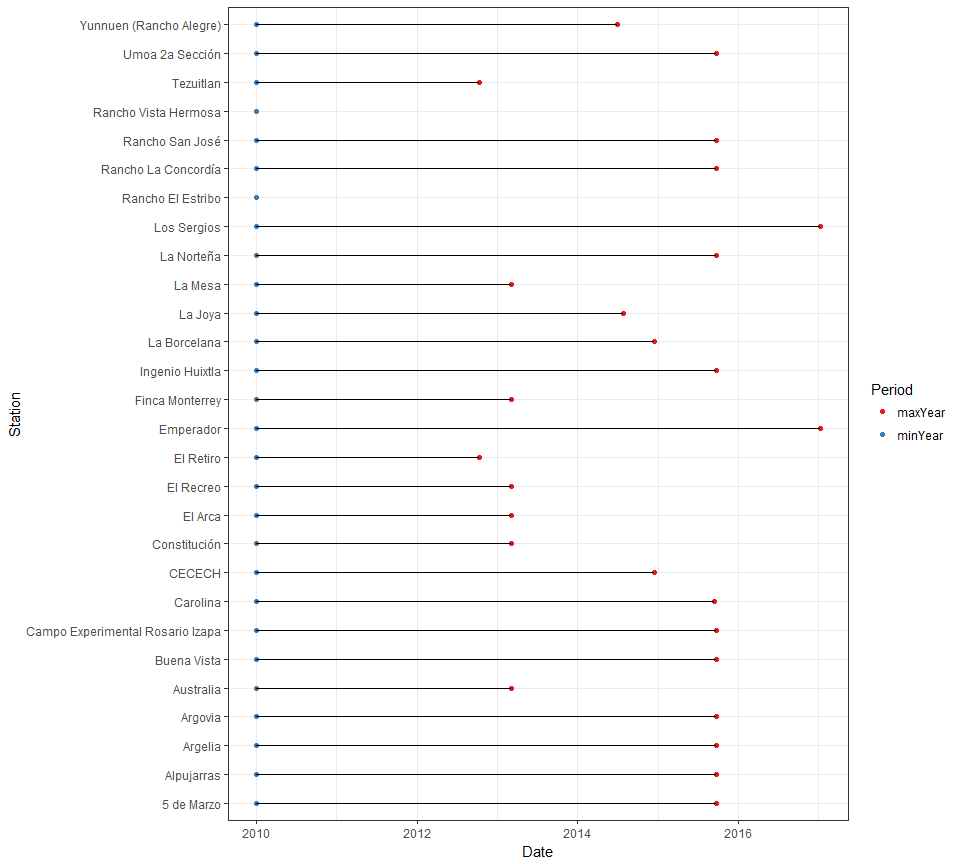 Yunnuen (Rancho Alegre)
Umoa 2a Sección
Tezuitlan
Rancho Vista Hermosa
Rancho San José
Rancho La Concordía
Rancho El Estribo
Los Sergios
La Norteña
La Mesa
La Joya
La Borcelana
Ingenio Huixtla
Finca Monterrey
Emperador
El Retiro
El Recreo
El Arca
Constitución
CECECH
Carolina
Campo Experimental Rosario Izapa
Buena Vista
Australia
Argovia
Argelia
Alpujarras
5 de Marzo
Station
2010 2012 2014 2016
Date
Period
maxYear
minYear